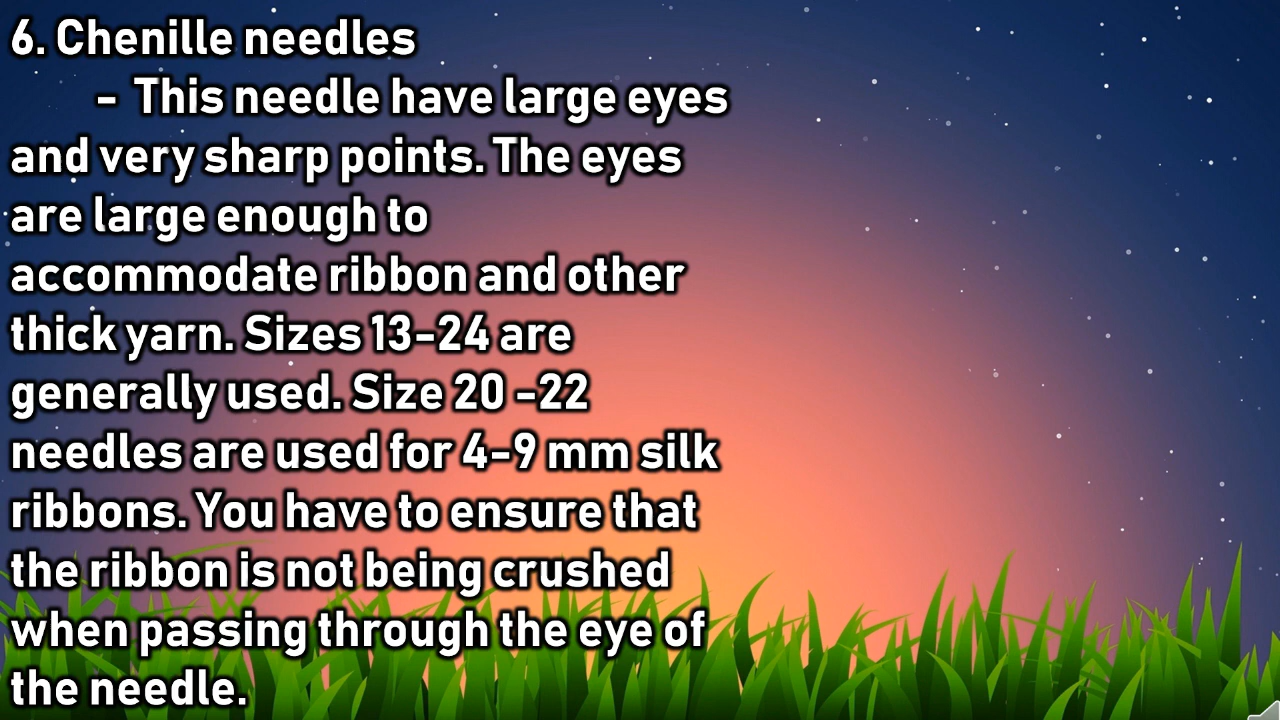 6. Chenille needles
- This needle have large eyes
and very sharp points. The eyes
are large enough to
accommodate ribbon and other
thick yarn. Sizes 13-24 are
generally used. Size 20 -22
needles are used for 4-9 mm silk
ribbons. You have to ensure that
the ribbon is not being crushed
when passing through the eye of
the needle.